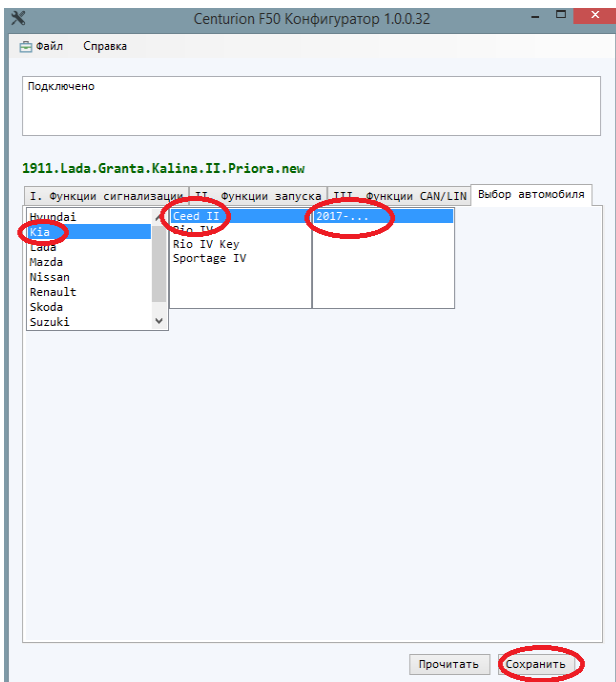 Centurion F50 Конфигуратор 1.0.0.32
Файл Справка
Подключено
1911.Lada.Granta.Kalina.II.Priora.new
I. Функции сигнализации II. Функции запуска III. Функции CAN/LIN Выбор автомобиля
Hyundai Ceed II 2017-...
Kia Rio IV
Lada Rio IV Key
Mazda Sportage IV
Nissan
Renault
Skoda
Suzuki
Прочитать Сохранить